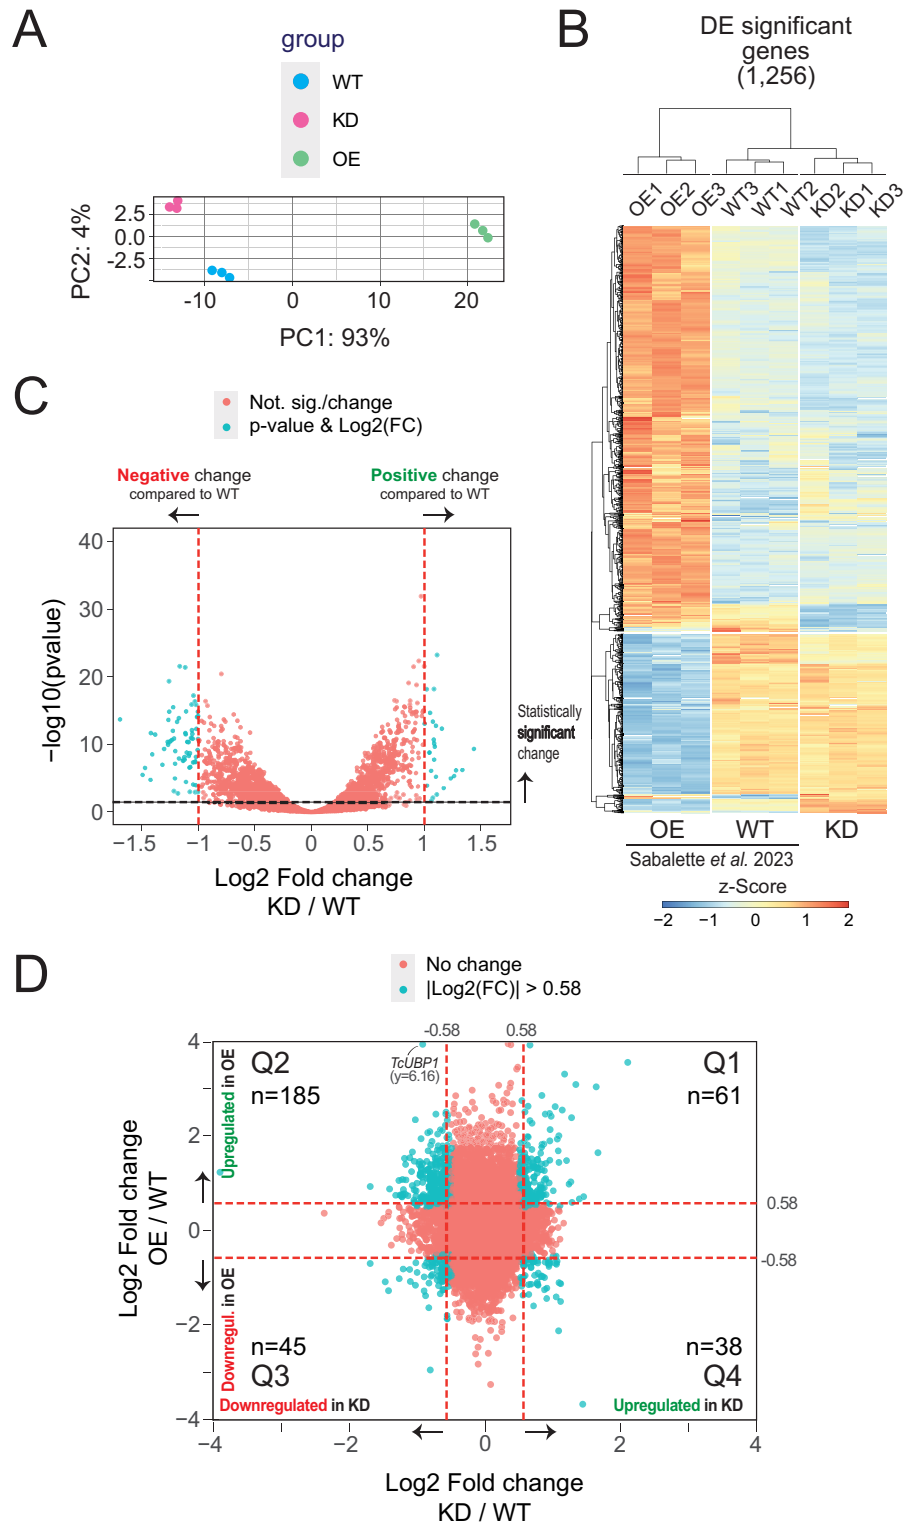 A
group
WT
KD
OE
PC2: 4%
2.5
0.0
-2.5
-10
0
10
20
PC1: 93%
B
DE significant
genes
(1,256)
OE1
OE2
OE3
WT3
WT1
WT2
KD2
KD1
KD3
OE
WT
KD
Sabalette et al. 2023
z-Score
−2
−1
0
1
2
C
Not. sig./change
p-value & Log2(FC)
Negative change
compared to WT
Positive change
compared to WT
−log10(pvalue)
40
30
20
10
0
Statistically
significant
change
−1.5
−1
−0.5
0
0.5
1
1.5
Log2 Fold change
KD / WT
D
No change
|Log2(FC)| > 0.58
-0.58
0.58
Log2 Fold change
OE / WT
4
2
0
−2
−4
Upregulated in OE
Downregul. in OE
Q2
n=185
TcUBP1
(y=6.16)
Q1
n=61
0.58
-0.58
n=45
Q3
Downregulated in KD
n=38
Q4
Upregulated in KD
−4
−2
0
2
4
Log2 Fold change
KD / WT